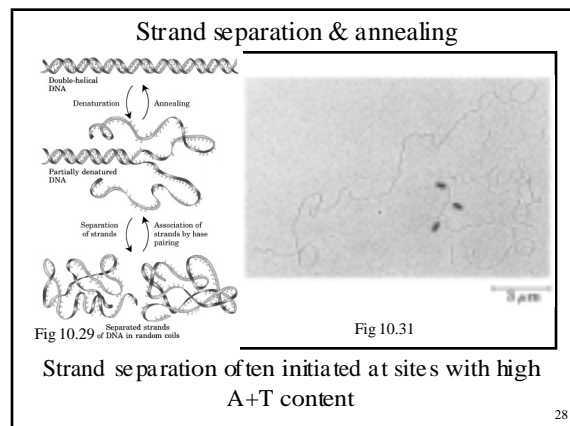 Strand separation & annealing
Double-helical
DNA
Denaturation
Annealing
Partially denatured
DNA
Separation
of strands
Association of
strands by base
pairing
Fig 10.29
Separated strands
of DNA in random coils
Fig 10.31
3 μm
Strand separation often initiated at sites with high
A+T content
28